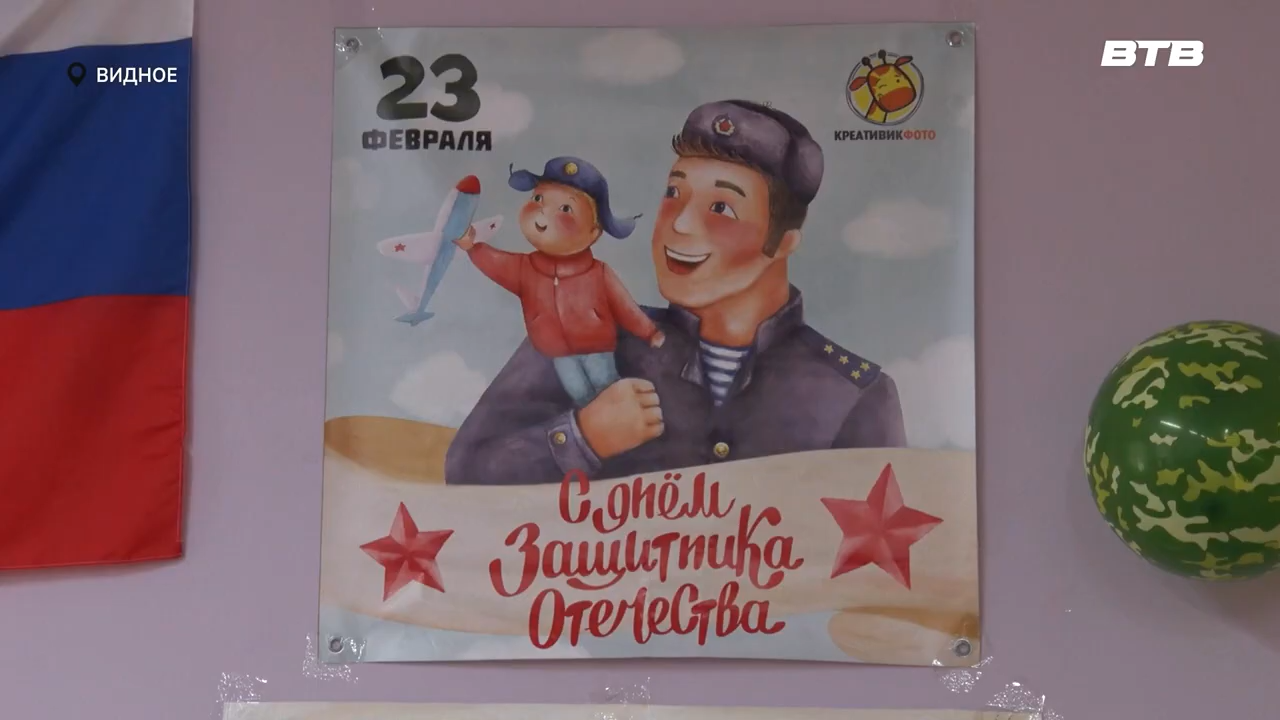 ВИДНОЕ
ВТВ
23
ФЕВРАЛЯ
КРЕАТИВИКФОТО
С днём
Защитника
Отечества